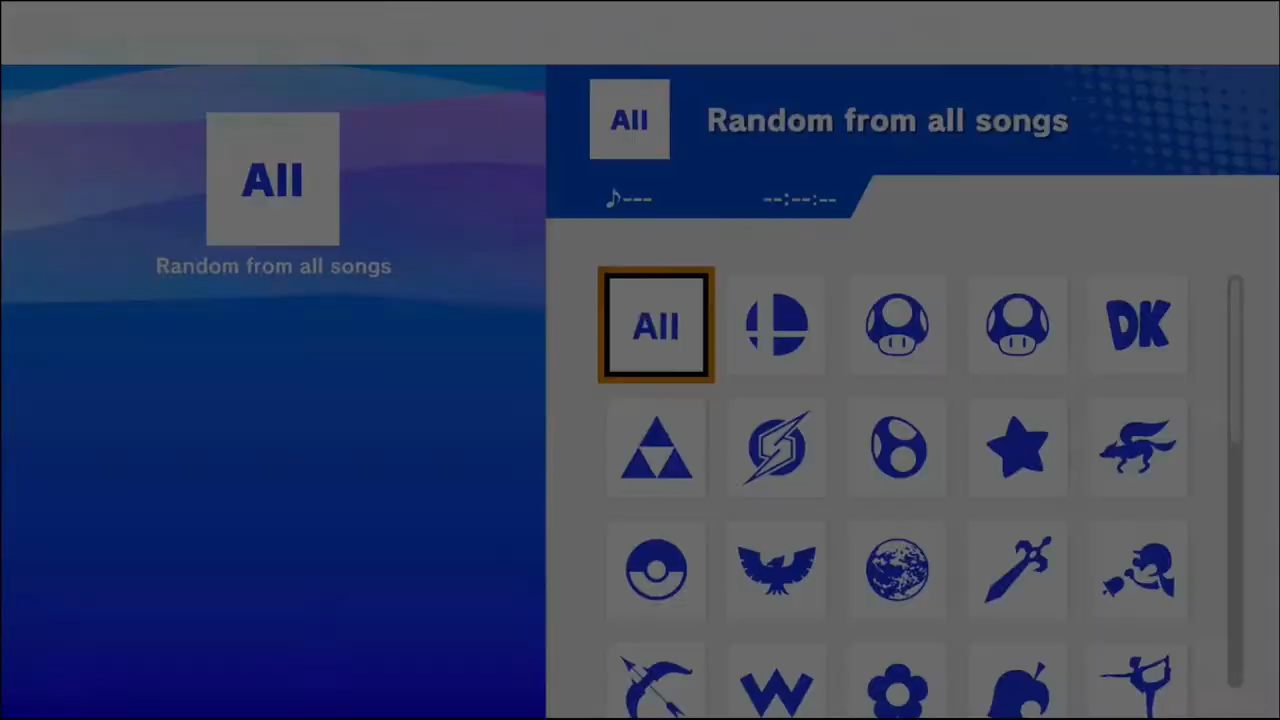 All
Random from all songs
All
Random from all songs
♪---
--:--:--
All
DK
W